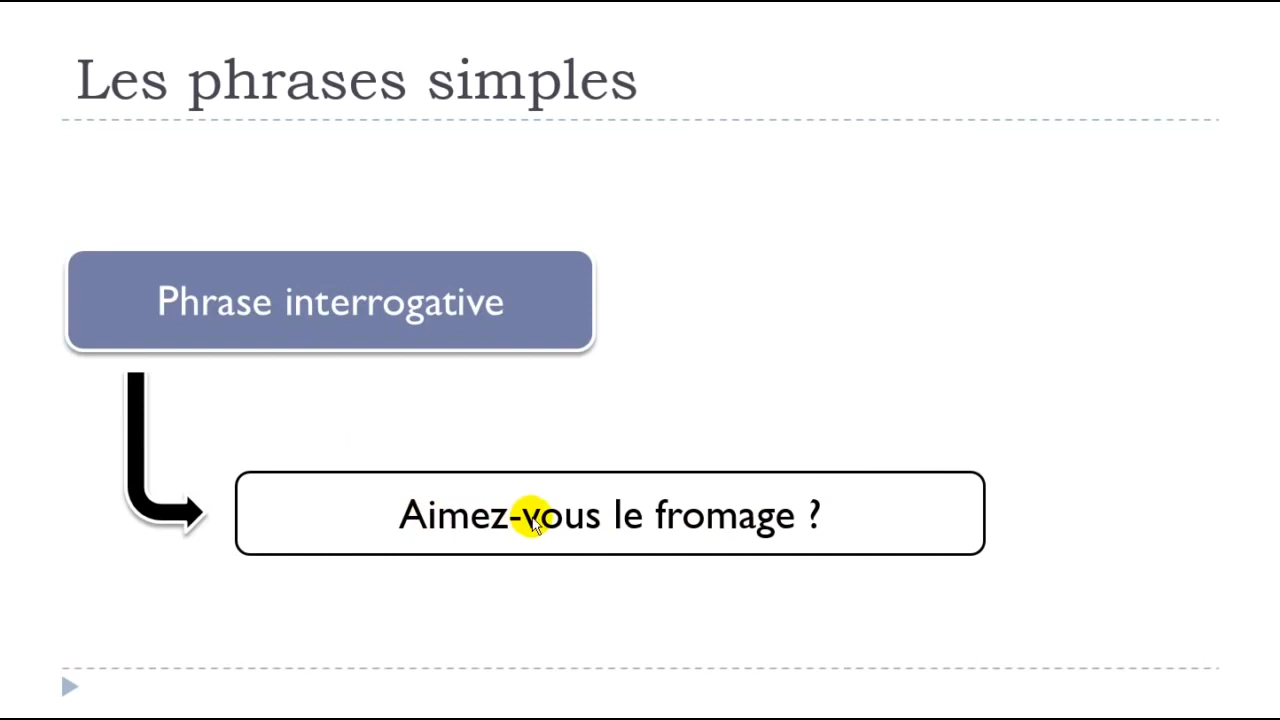 Les phrases simples
Phrase interrogative
Aimez-vous le fromage ?